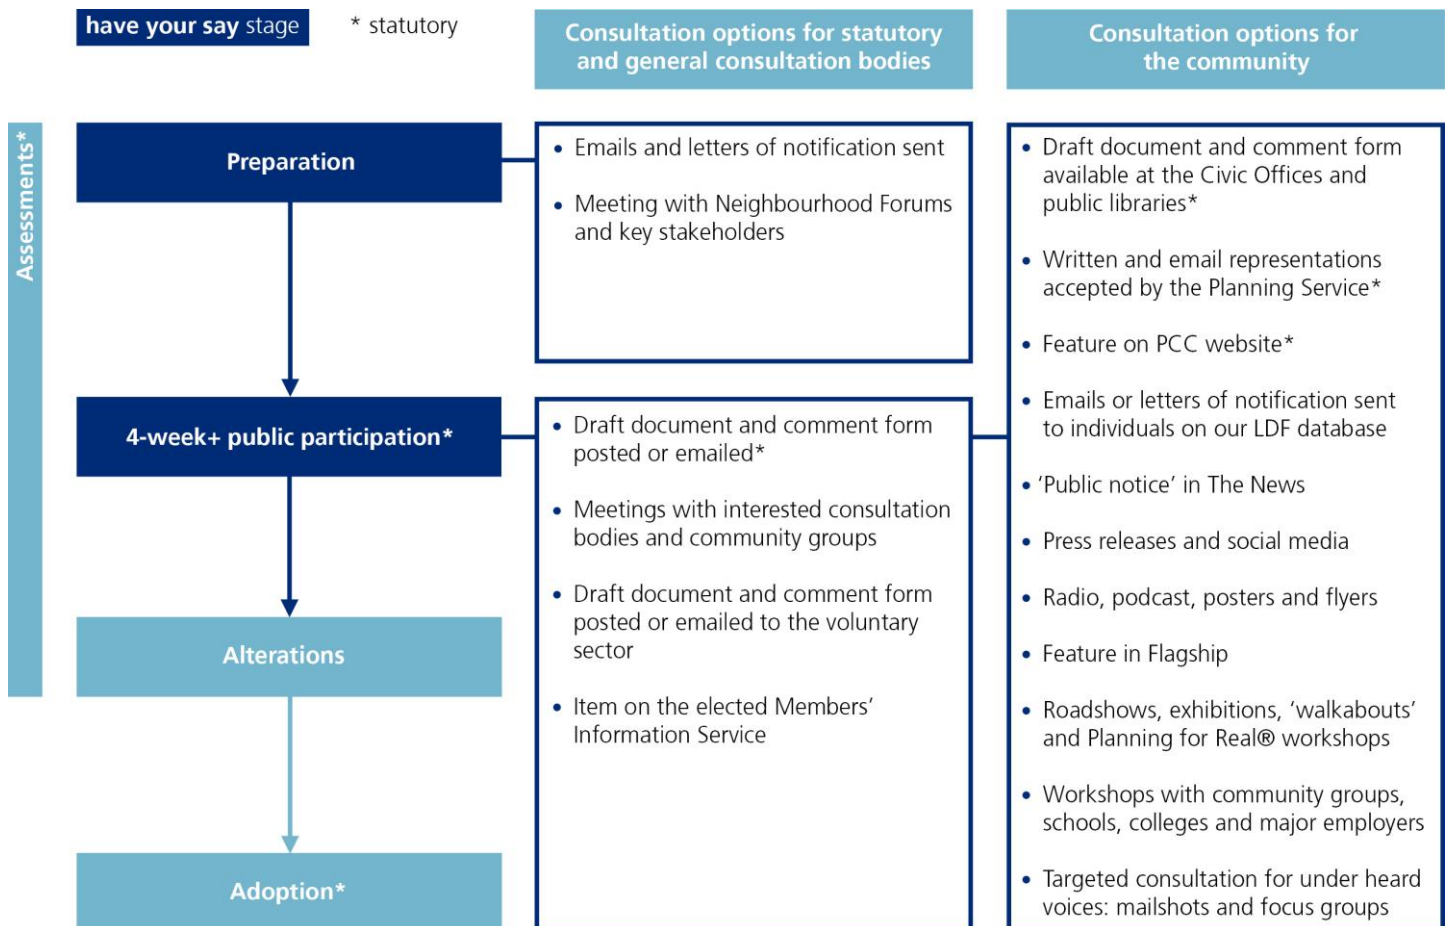 have your say stage
* statutory
Consultation options for statutory
and general consultation bodies
Consultation options for
the community
Assessments*
Preparation
• Emails and letters of notification sent
• Meeting with Neighbourhood Forums
and key stakeholders
4-week+ public participation*
• Draft document and comment form
posted or emailed*
• Meetings with interested consultation
bodies and community groups
• Draft document and comment form
posted or emailed to the voluntary
sector
• Item on the elected Members’
Information Service
Alterations
Adoption*
• Draft document and comment form
available at the Civic Offices and
public libraries*
• Written and email representations
accepted by the Planning Service*
• Feature on PCC website*
• Emails or letters of notification sent
to individuals on our LDF database
• ‘Public notice’ in The News
• Press releases and social media
• Radio, podcast, posters and flyers
• Feature in Flagship
• Roadshows, exhibitions, ‘walkabouts’
and Planning for Real® workshops
• Workshops with community groups,
schools, colleges and major employers
• Targeted consultation for under heard
voices: mailshots and focus groups